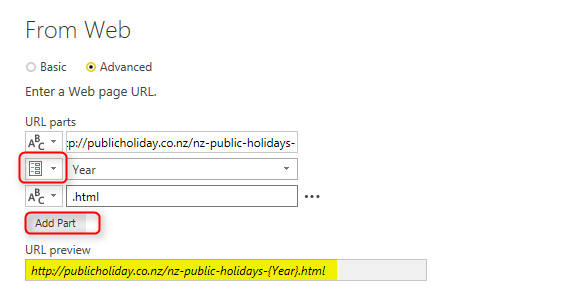 From Web
Basic Advanced
Enter a Web page URL.
URL parts
ABC tp://publicholiday.co.nz/nz-public-holidays-
Year
ABC .html ...
Add Part
URL preview
http://publicholiday.co.nz/nz-public-holidays-{Year}.html